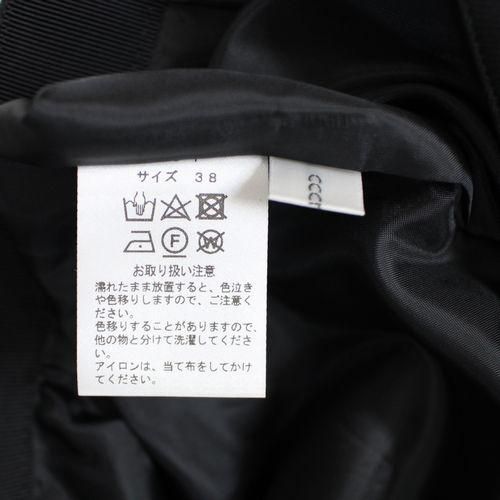 サイズ 38
F
W
お取り扱い注意
濡れたまま放置すると、色泣き
や色移りしますので、ご注意く
ださい。
色移りすることがありますので、
他の物と分けて洗濯してくださ
い。
アイロンは、当て布をしてかけ
てください。